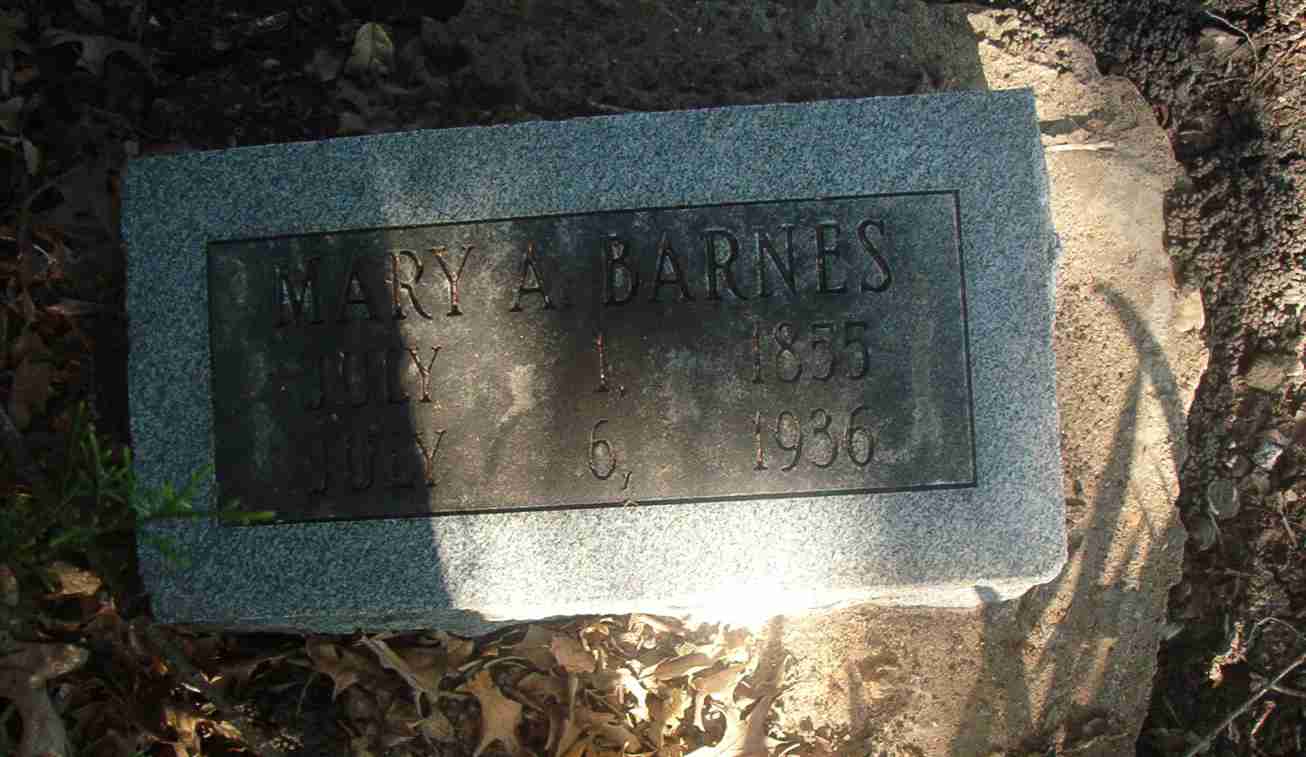 MARY A. BARNES
JULY 1, 1855
JULY 6, 1936